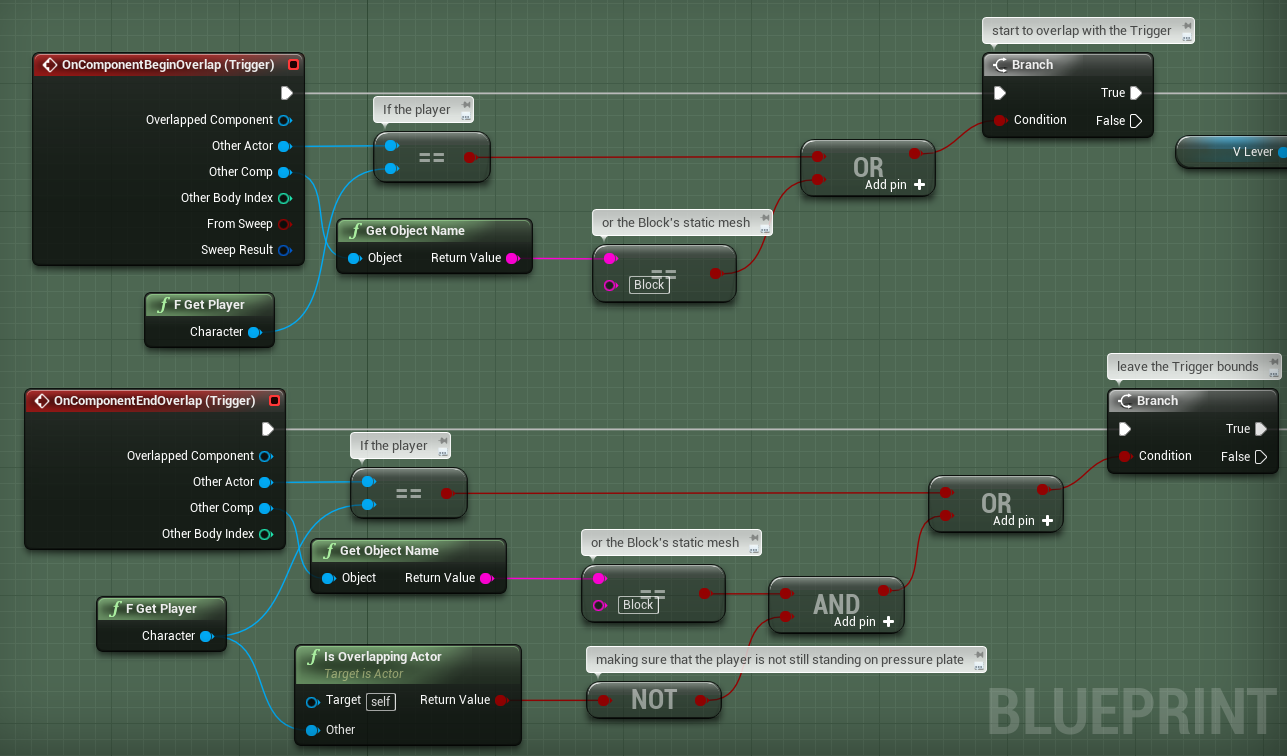 start to overlap with the Trigger
OnComponentBeginOverlap (Trigger)
Branch
True
Condition
False
Overlapped Component
Other Actor
Other Comp
Other Body Index
From Sweep
Sweep Result
If the player
==
OR
Add pin
V Lever
Get Object Name
Object
Return Value
or the Block's static mesh
==
Block
F Get Player
Character
leave the Trigger bounds
OnComponentEndOverlap (Trigger)
Branch
True
Condition
False
Overlapped Component
Other Actor
Other Comp
Other Body Index
If the player
==
OR
Add pin
Get Object Name
Object
Return Value
or the Block's static mesh
==
Block
AND
Add pin
F Get Player
Character
Is Overlapping Actor
Target is Actor
Target
self
Return Value
Other
making sure that the player is not still standing on pressure plate
NOT
BLUEPRINT